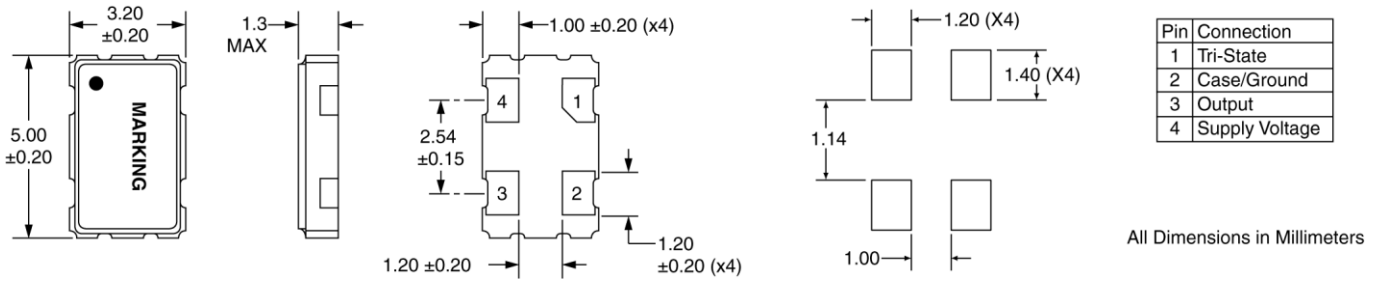 3.20
±0.20
5.00
±0.20
MARKING
1.3
MAX
1.00 ±0.20 (x4)
4
1
2.54
±0.15
3
2
1.20 ±0.20
1.20
±0.20 (x4)
1.20 (X4)
1.40 (X4)
1.14
1.00
Pin Connection
1 Tri-State
2 Case/Ground
3 Output
4 Supply Voltage
All Dimensions in Millimeters